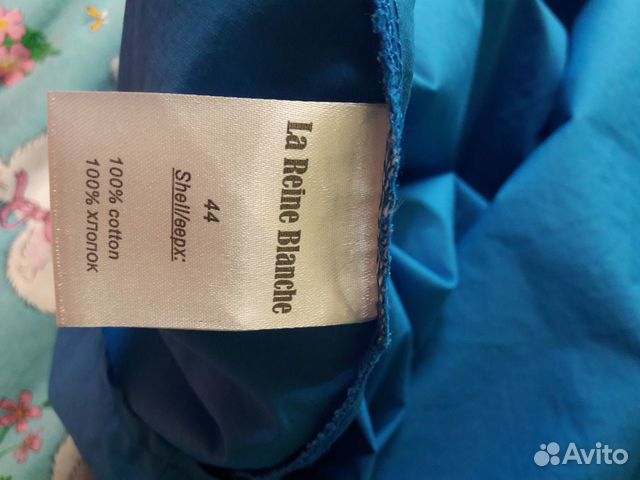 La Reine Blanche
44
Shell/верх:
100% cotton
100% хлопок
Avito